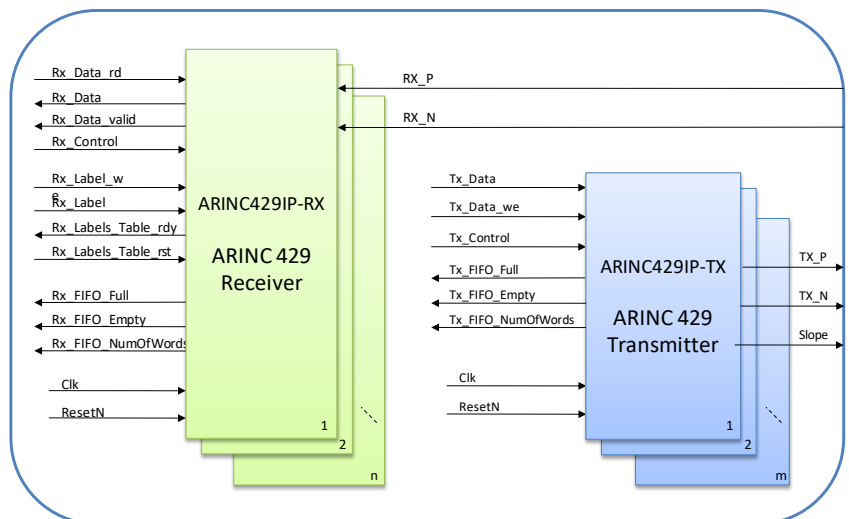 Rx_Data_rd
Rx_Data
Rx_Data_valid
Rx_Control
Rx_Label_w
e
Rx_Label
Rx_Labels_Table_rdy
Rx_Labels_Table_rst
Rx_FIFO_Full
Rx_FIFO_Empty
Rx_FIFO_NumOfWords
Clk
ResetN
ARINC429IP-RX
ARINC 429
Receiver
1
2
n
RX_P
RX_N
Tx_Data
Tx_Data_we
Tx_Control
Tx_FIFO_Full
Tx_FIFO_Empty
Tx_FIFO_NumOfWords
Clk
ResetN
ARINC429IP-TX
ARINC 429
Transmitter
1
2
m
TX_P
TX_N
Slope